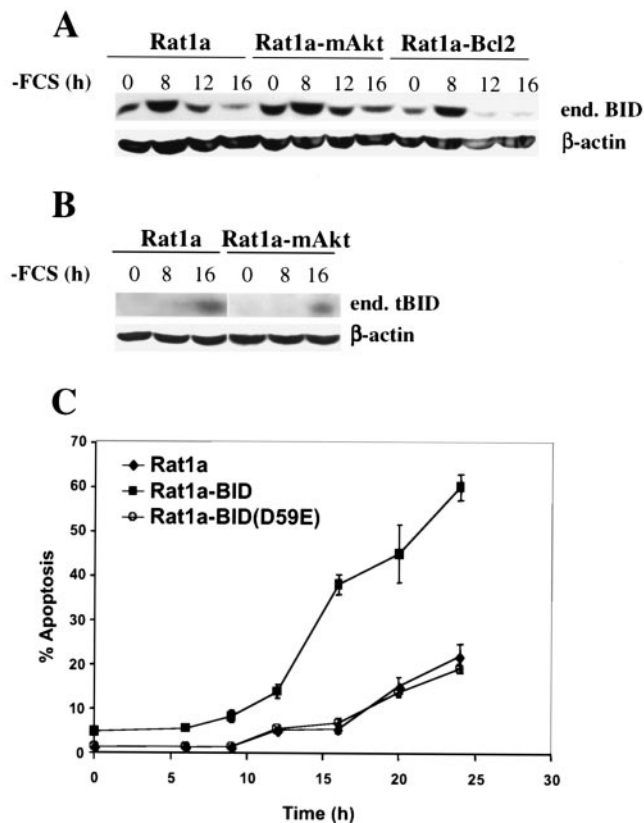 A
Rat1a Rat1a-mAkt Rat1a-Bcl2
-FCS (h) 0 8 12 16 0 8 12 16 0 8 12 16
end. BID
β-actin
B
Rat1a Rat1a-mAkt
-FCS (h) 0 8 16 0 8 16
end. tBID
β-actin
C
70
60
50
40
30
20
10
0
% Apoptosis
Rat1a
Rat1a-BID
Rat1a-BID(D59E)
0 5 10 15 20 25 30
Time (h)